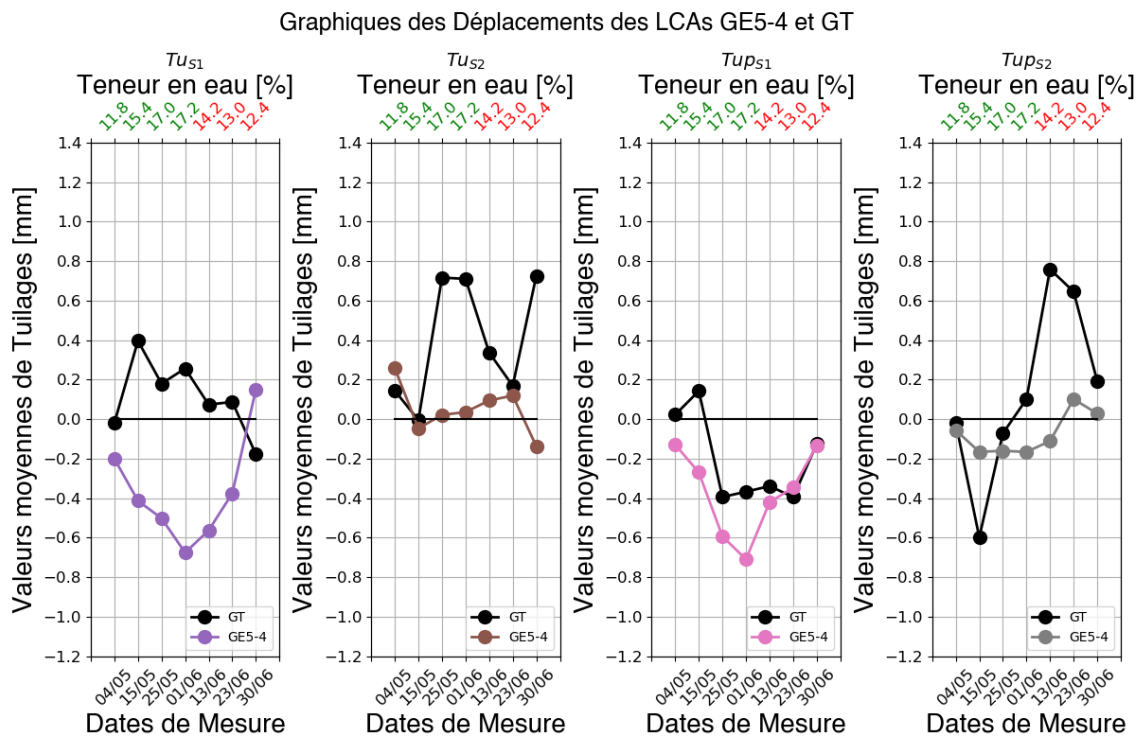 Graphiques des Déplacements des LCAs GE5-4 et GT
Tu_{S1}
Teneur en eau [%]
11.8 15.4 17.0 17.2 14.2 13.0 12.4
Valeurs moyennes de Tuilages [mm]
1.4
1.2
1.0
0.8
0.6
0.4
0.2
0.0
−0.2
−0.4
−0.6
−0.8
−1.0
−1.2
GT
GE5-4
04/05 15/05 25/05 01/06 13/06 23/06 30/06
Dates de Mesure
Tu_{S2}
Teneur en eau [%]
11.8 15.4 17.0 17.2 14.2 13.0 12.4
Valeurs moyennes de Tuilages [mm]
1.4
1.2
1.0
0.8
0.6
0.4
0.2
0.0
−0.2
−0.4
−0.6
−0.8
−1.0
−1.2
GT
GE5-4
04/05 15/05 25/05 01/06 13/06 23/06 30/06
Dates de Mesure
Tup_{S1}
Teneur en eau [%]
11.8 15.4 17.0 17.2 14.2 13.0 12.4
Valeurs moyennes de Tuilages [mm]
1.4
1.2
1.0
0.8
0.6
0.4
0.2
0.0
−0.2
−0.4
−0.6
−0.8
−1.0
−1.2
GT
GE5-4
04/05 15/05 25/05 01/06 13/06 23/06 30/06
Dates de Mesure
Tup_{S2}
Teneur en eau [%]
11.8 15.4 17.0 17.2 14.2 13.0 12.4
Valeurs moyennes de Tuilages [mm]
1.4
1.2
1.0
0.8
0.6
0.4
0.2
0.0
−0.2
−0.4
−0.6
−0.8
−1.0
−1.2
GT
GE5-4
04/05 15/05 25/05 01/06 13/06 23/06 30/06
Dates de Mesure